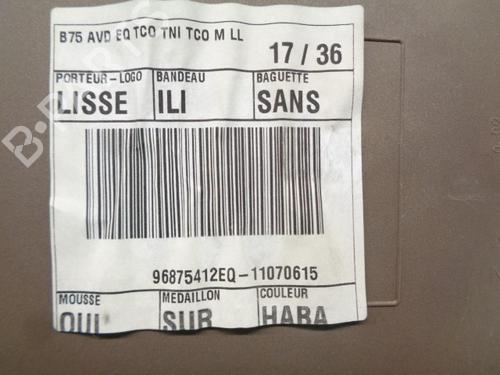 B75 AVD EQ TCO TNI TCO M LL
17 / 36
PORTEUR-LOGO BANDEAU BAGUETTE
LISSE ILI SANS
96875412EQ-11070615
MOUSSE MEDAILLON COULEUR
OUI SUR HABA